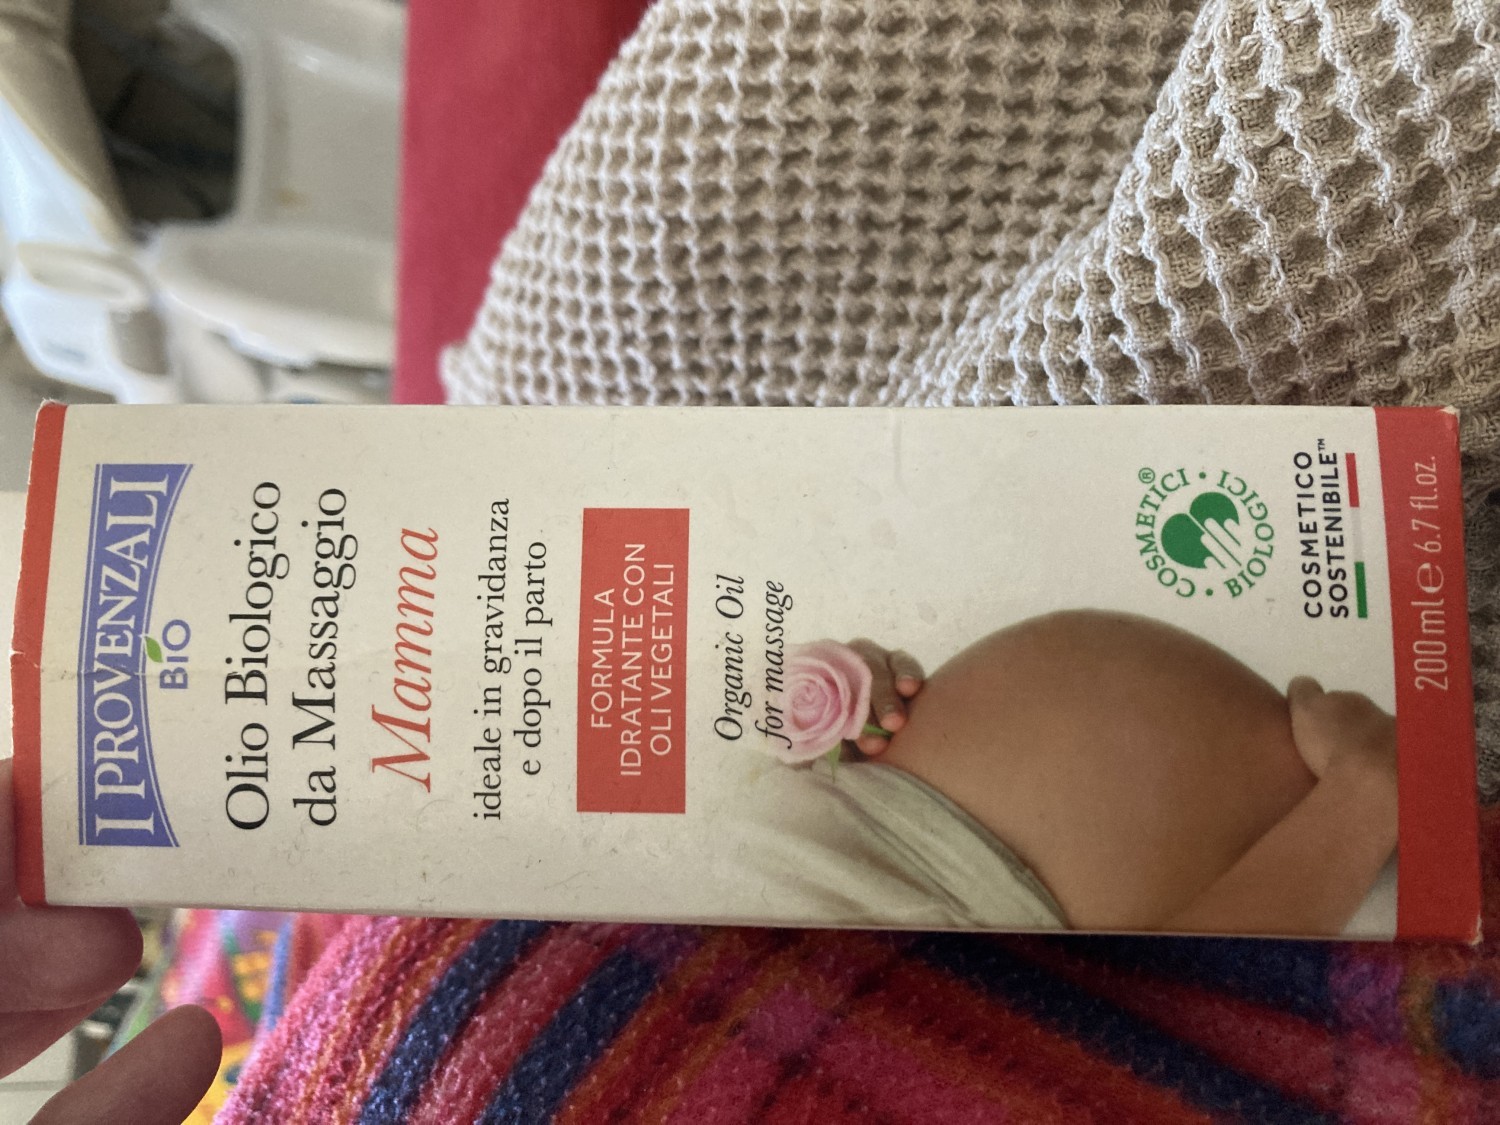 I PROVENZALI
BIO
Olio Biologico
da Massaggio
Mamma
ideale in gravidanza
e dopo il parto
FORMULA
IDRATANTE CON
OLI VEGETALI
Organic Oil
for massage
COSMETICI® • BIOLOGICI •
COSMETICO
SOSTENIBILE™
200ml e 6.7 fl.oz.